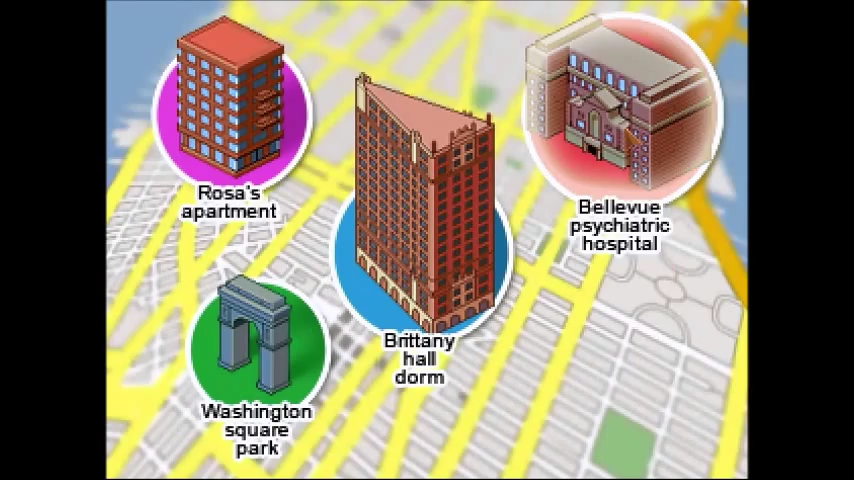 Rosa's
apartment
Bellevue
psychiatric
hospital
Brittany
hall
dorm
Washington
square
park